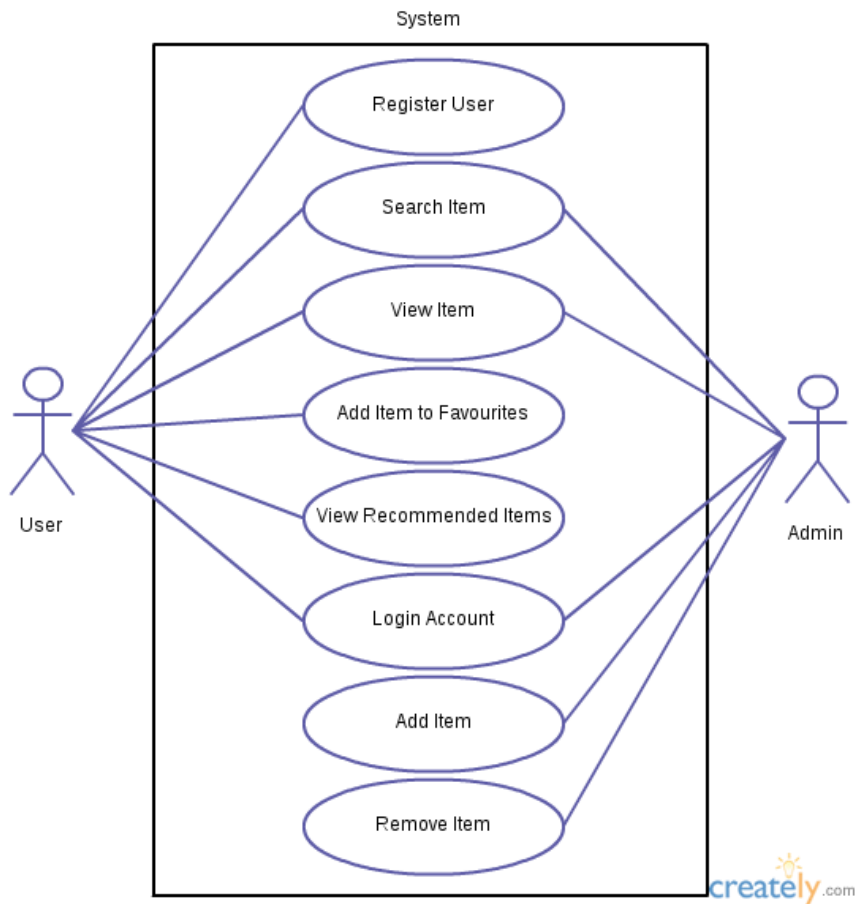 System
Register User
Search Item
View Item
Add Item to Favourites
View Recommended Items
Login Account
Add Item
Remove Item
User
Admin
creately.com